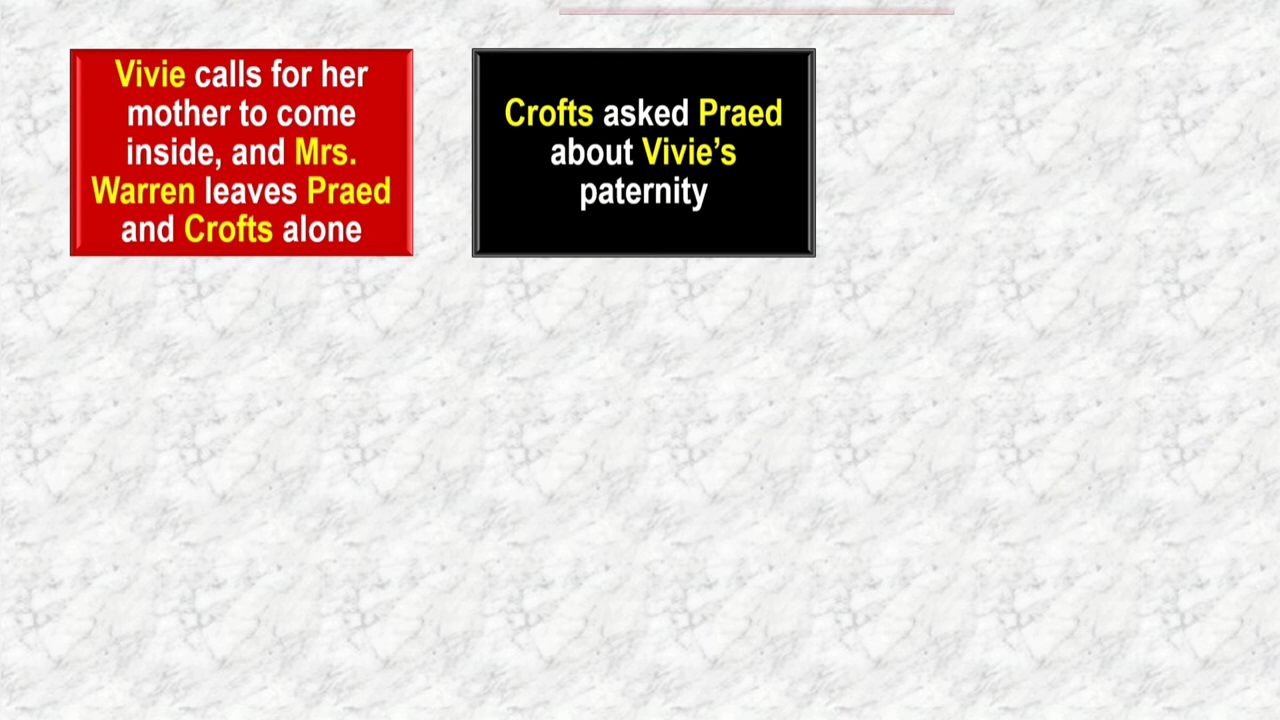 Vivie calls for her
mother to come
inside, and Mrs.
Warren leaves Praed
and Crofts alone
Crofts asked Praed
about Vivie’s
paternity